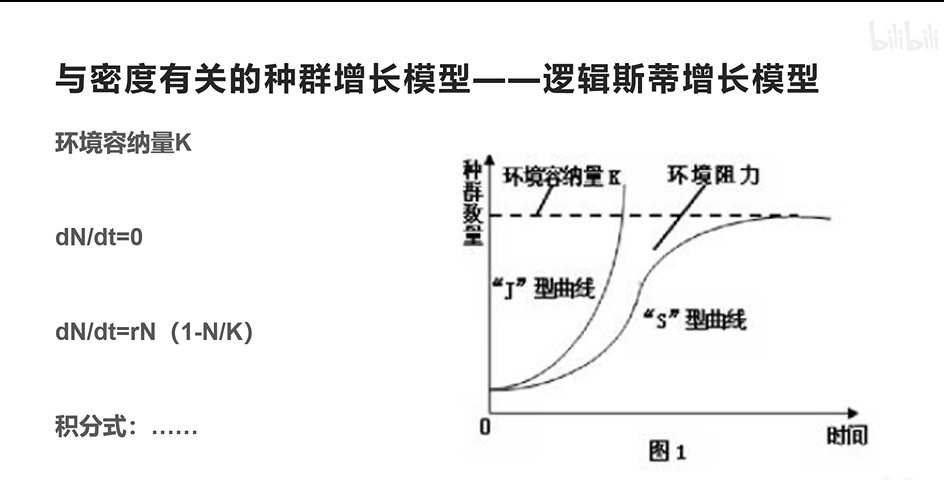 bilibili
与密度有关的种群增长模型——逻辑斯蒂增长模型
环境容纳量K
dN/dt=0
dN/dt=rN（1-N/K）
积分式：……
种群数量
环境容纳量 K
环境阻力
“J”型曲线
“S”型曲线
0
时间
图 1